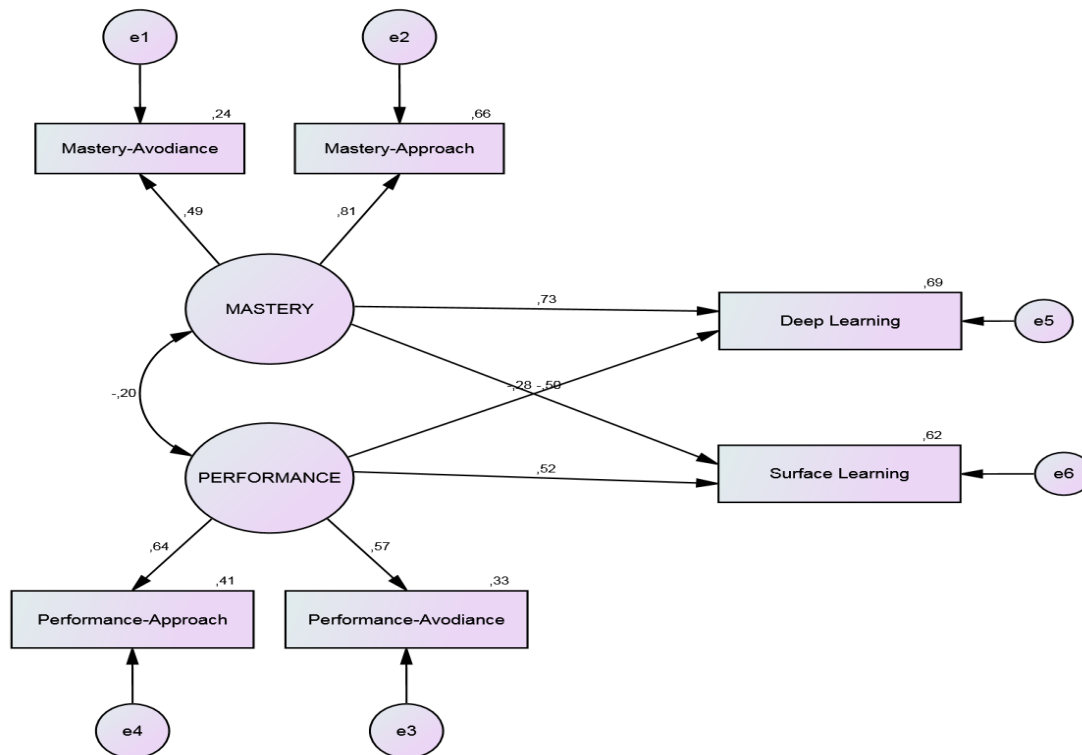 e1
e2
,24
,66
Mastery-Avodiance
Mastery-Approach
,49
,81
MASTERY
,73
,69
Deep Learning
e5
-,20
-,28
-,50
PERFORMANCE
,52
,62
Surface Learning
e6
,64
,57
,41
,33
Performance-Approach
Performance-Avodiance
e4
e3